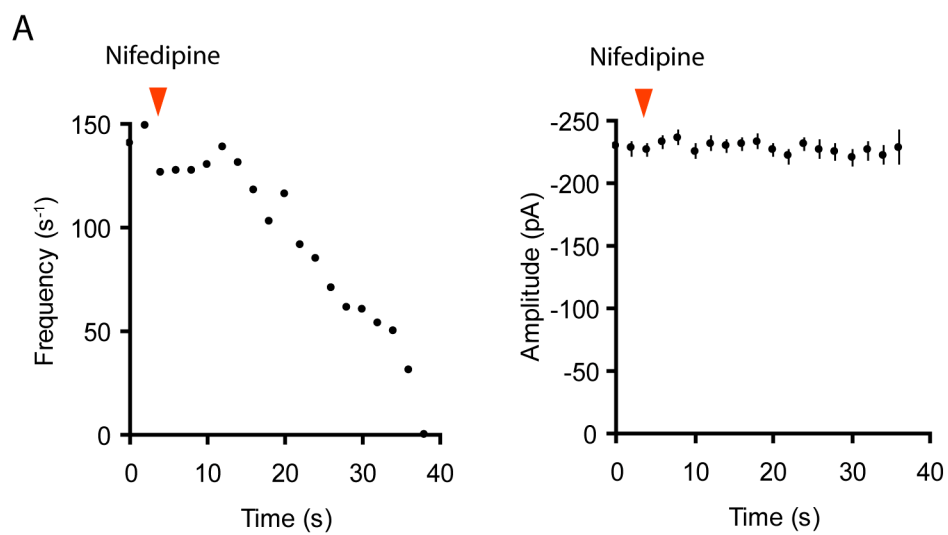 A
Nifedipine
150
100
50
0
Frequency (s⁻¹)
0 10 20 30 40
Time (s)
Nifedipine
-250
-200
-150
-100
-50
0
Amplitude (pA)
0 10 20 30 40
Time (s)